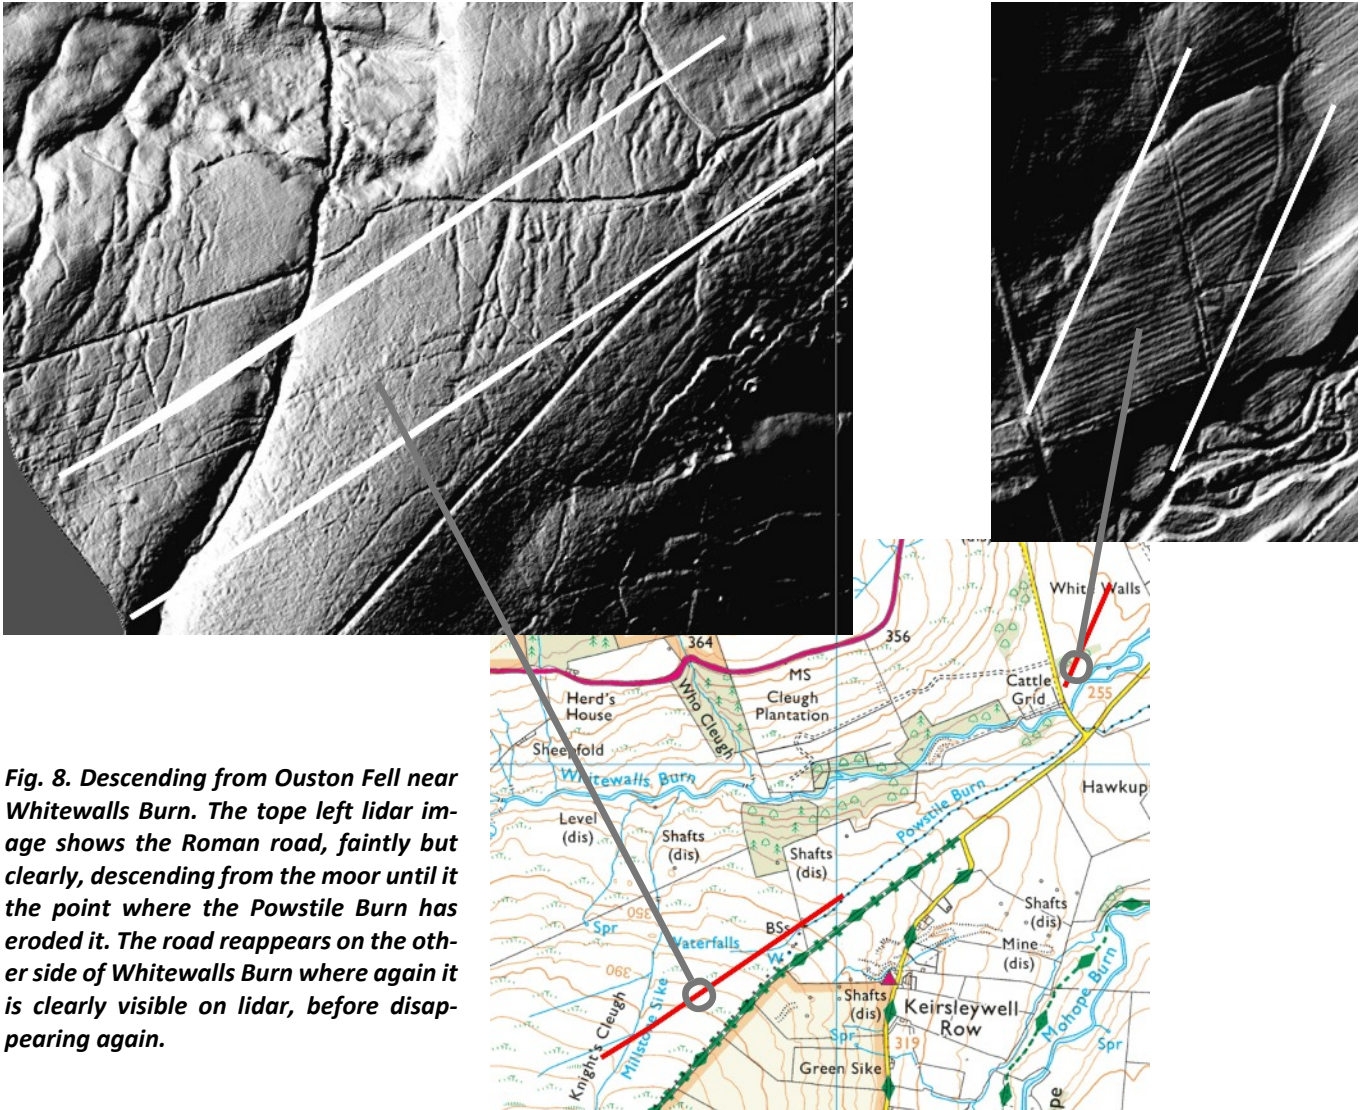 Fig. 8. Descending from Ouston Fell near
Whitewalls Burn. The tope left lidar im-
age shows the Roman road, faintly but
clearly, descending from the moor until it
the point where the Powstile Burn has
eroded it. The road reappears on the oth-
er side of Whitewalls Burn where again it
is clearly visible on lidar, before disap-
pearing again.
364
356
White Walls
MS
Cleugh
Plantation
Cattle
Grid
255
Herd's
House
Who Cleugh
Sheepfold
Whitewalls Burn
Hawkup
Level
(dis)
Shafts
(dis)
Shafts
(dis)
Powstile Burn
350
Spr
BSs
Waterfalls
W
390
Shafts
(dis)
Mine
(dis)
Knight's Cleugh
Millstone Sike
Shafts
(dis)
Keirsleywell
Row
Mohope Burn
Spr
319
Spr
Green Sike
pe